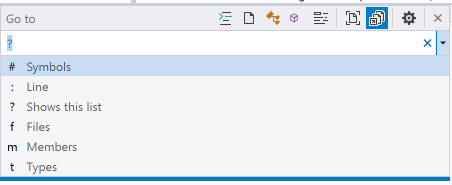 Go to
?
# Symbols
: Line
? Shows this list
f Files
m Members
t Types